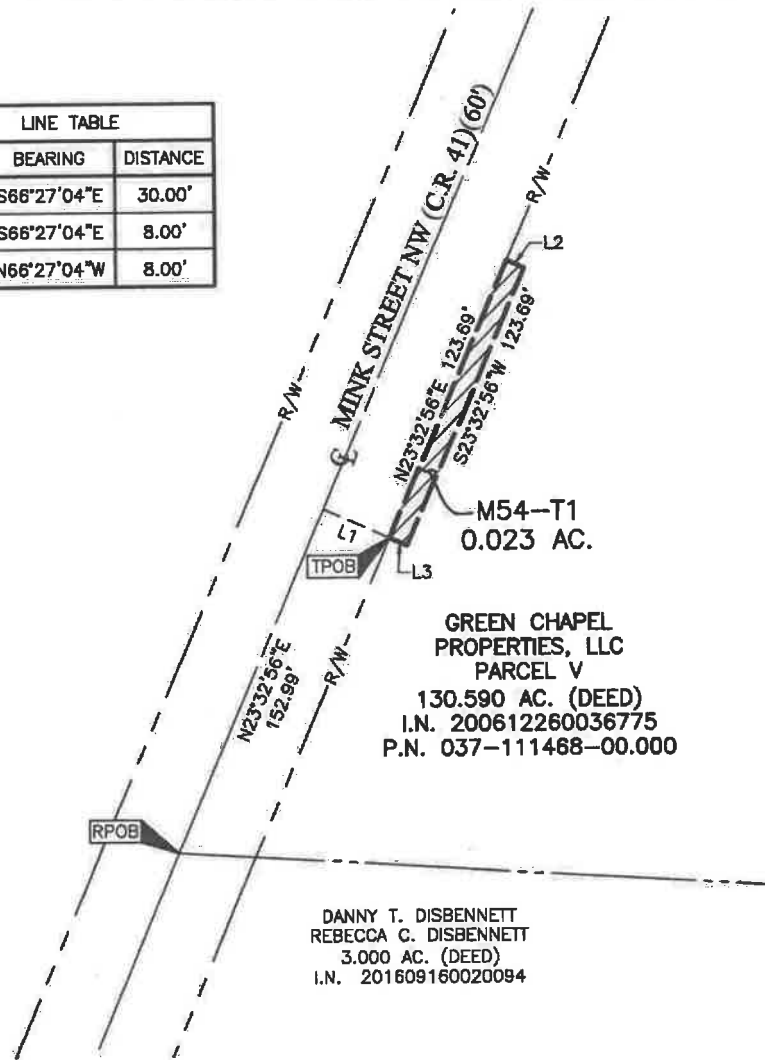 LINE TABLE
BEARING DISTANCE
S66°27'04"E 30.00'
S66°27'04"E 8.00'
N66°27'04"W 8.00'
MINK STREET NW (C.R. 41)(60')
R/W
R/W
L2
N23°32'56"E 123.69'
S23°32'56"W 123.69'
M54-T1
0.023 AC.
L1
TPOB
L3
R/W
N23°32'56"E
152.99'
GREEN CHAPEL
PROPERTIES, LLC
PARCEL V
130.590 AC. (DEED)
I.N. 200612260036775
P.N. 037-111468-00.000
RPOB
DANNY T. DISBENNETT
REBECCA C. DISBENNETT
3.000 AC. (DEED)
I.N. 201609160020094